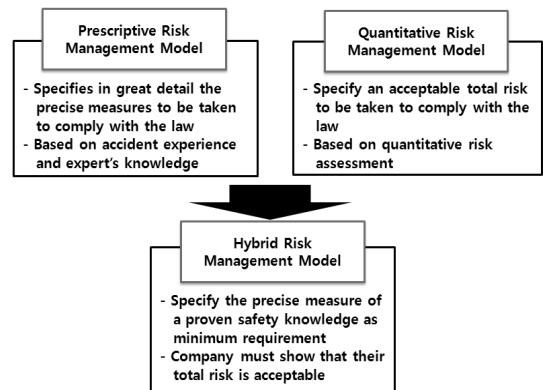 Prescriptive Risk
Management Model
- Specifies in great detail the
precise measures to be taken
to comply with the law
- Based on accident experience
and expert's knowledge
Quantitative Risk
Management Model
- Specify an acceptable total risk
to be taken to comply with the
law
- Based on quantitative risk
assessment
Hybrid Risk
Management Model
- Specify the precise measure of
a proven safety knowledge as
minimum requirement
- Company must show that their
total risk is acceptable